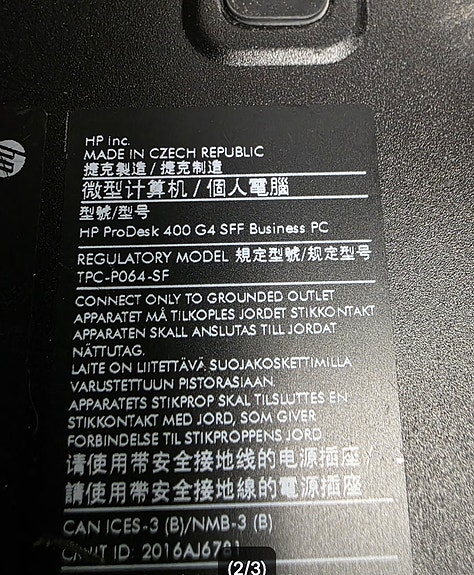 HP Inc.
MADE IN CZECH REPUBLIC
捷克製造 / 捷克制造
微型计算机 / 個人電腦
型號/型号
HP ProDesk 400 G4 SFF Business PC
REGULATORY MODEL 規定型號/规定型号
TPC-P064-SF
CONNECT ONLY TO GROUNDED OUTLET
APPARATET MÅ TILKOPLES JORDET STIKKONTAKT
APPARATEN SKALL ANSLUTAS TILL JORDAT
NÄTTUTAG.
LAITE ON LIITETTÄVÄ SUOJAKOSKETTIMILLA
VARUSTETTUUN PISTORASIAAN.
APPARATETS STIKPROP SKAL TILSLUTTES EN
STIKKONTAKT MED JORD, SOM GIVER
FORBINDELSE TIL STIKPROPPENS JORD
请使用带安全接地线的电源插座/
請使用帶安全接地線的電源插座
CAN ICES-3 (B)/NMB-3 (B)
ID: 2016AJ6781
(2/3)
hp